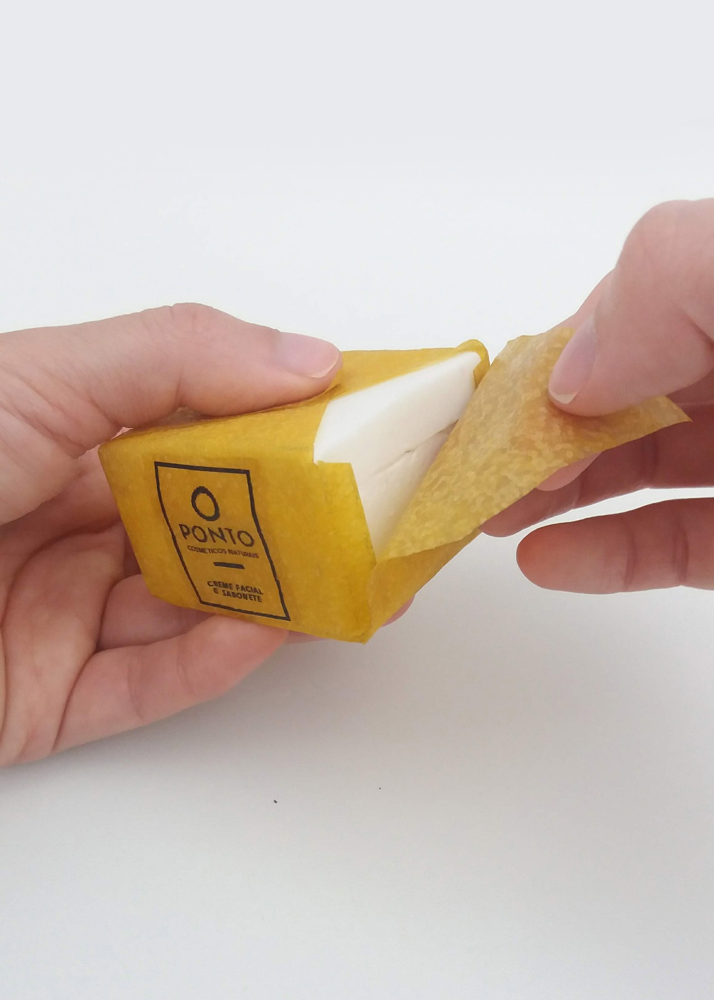 O
PONTO
COSMÉTICOS NATURAIS
CREME FACIAL
E SABONETE